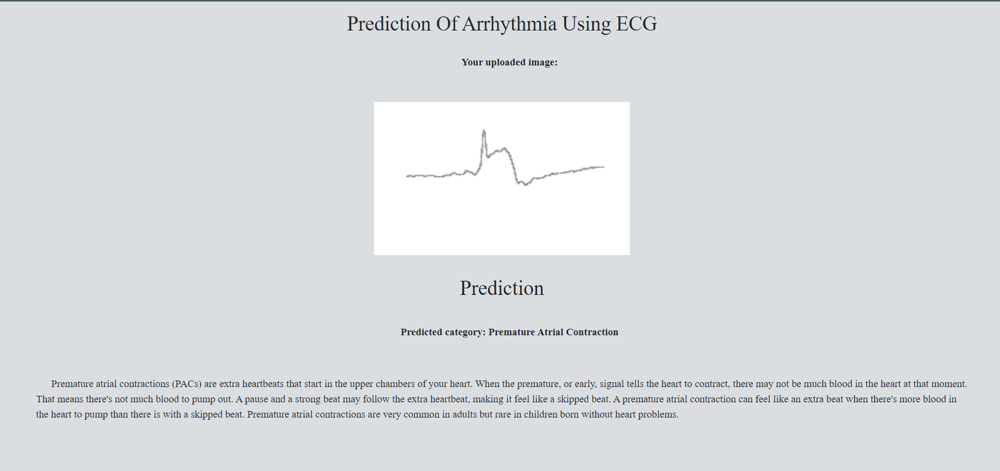 Prediction Of Arrhythmia Using ECG
Your uploaded image:
Prediction
Predicted category: Premature Atrial Contraction
Premature atrial contractions (PACs) are extra heartbeats that start in the upper chambers of your heart. When the premature, or early, signal tells the heart to contract, there may not be much blood in the heart at that moment.
That means there's not much blood to pump out. A pause and a strong beat may follow the extra heartbeat, making it feel like a skipped beat. A premature atrial contraction can feel like an extra beat when there's more blood in
the heart to pump than there is with a skipped beat. Premature atrial contractions are very common in adults but rare in children born without heart problems.